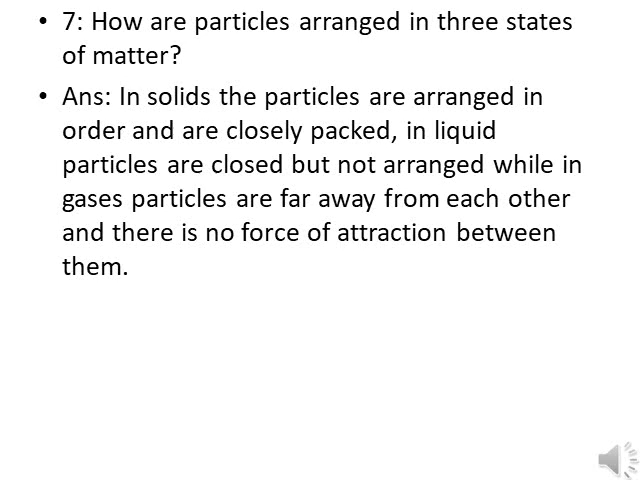 • 7: How are particles arranged in three states
of matter?
• Ans: In solids the particles are arranged in
order and are closely packed, in liquid
particles are closed but not arranged while in
gases particles are far away from each other
and there is no force of attraction between
them.